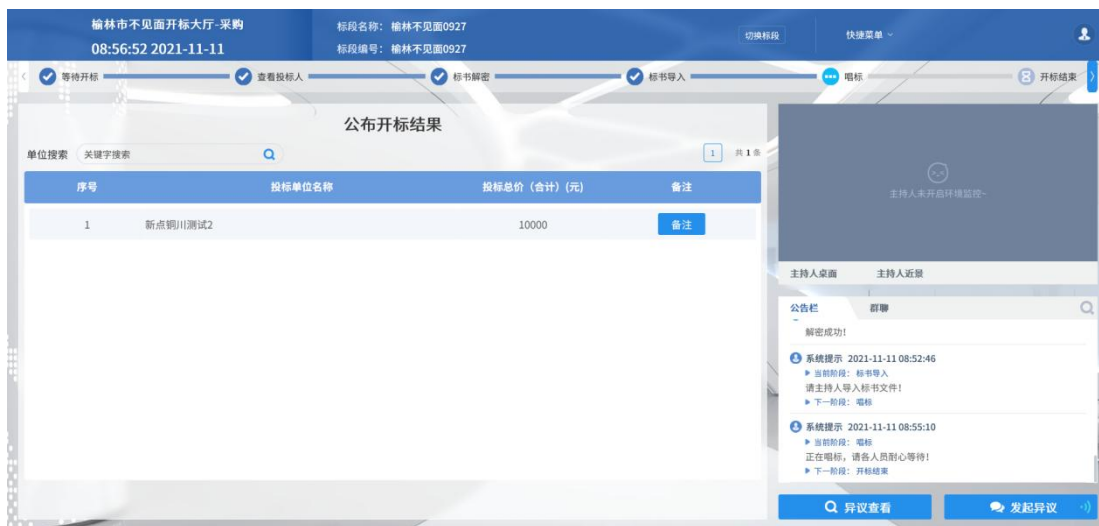 榆林市不见面开标大厅-采购
08:56:52 2021-11-11
标段名称： 榆林不见面0927
标段编号： 榆林不见面0927
切换标段
快捷菜单
等待开标
查看投标人
标书解密
标书导入
唱标
开标结束
公布开标结果
单位搜索 关键字搜索
1 共 1 条
序号 投标单位名称 投标总价（合计）(元) 备注
1 新点铜川测试2 10000 备注
主持人未开启环境监控~
主持人桌面 主持人近景
公告栏 群聊
解密成功！
系统提示 2021-11-11 08:52:46
当前阶段： 标书导入
请主持人导入标书文件！
下一阶段： 唱标
系统提示 2021-11-11 08:55:10
当前阶段： 唱标
正在唱标，请各人员耐心等待！
下一阶段： 开标结束
异议查看 发起异议